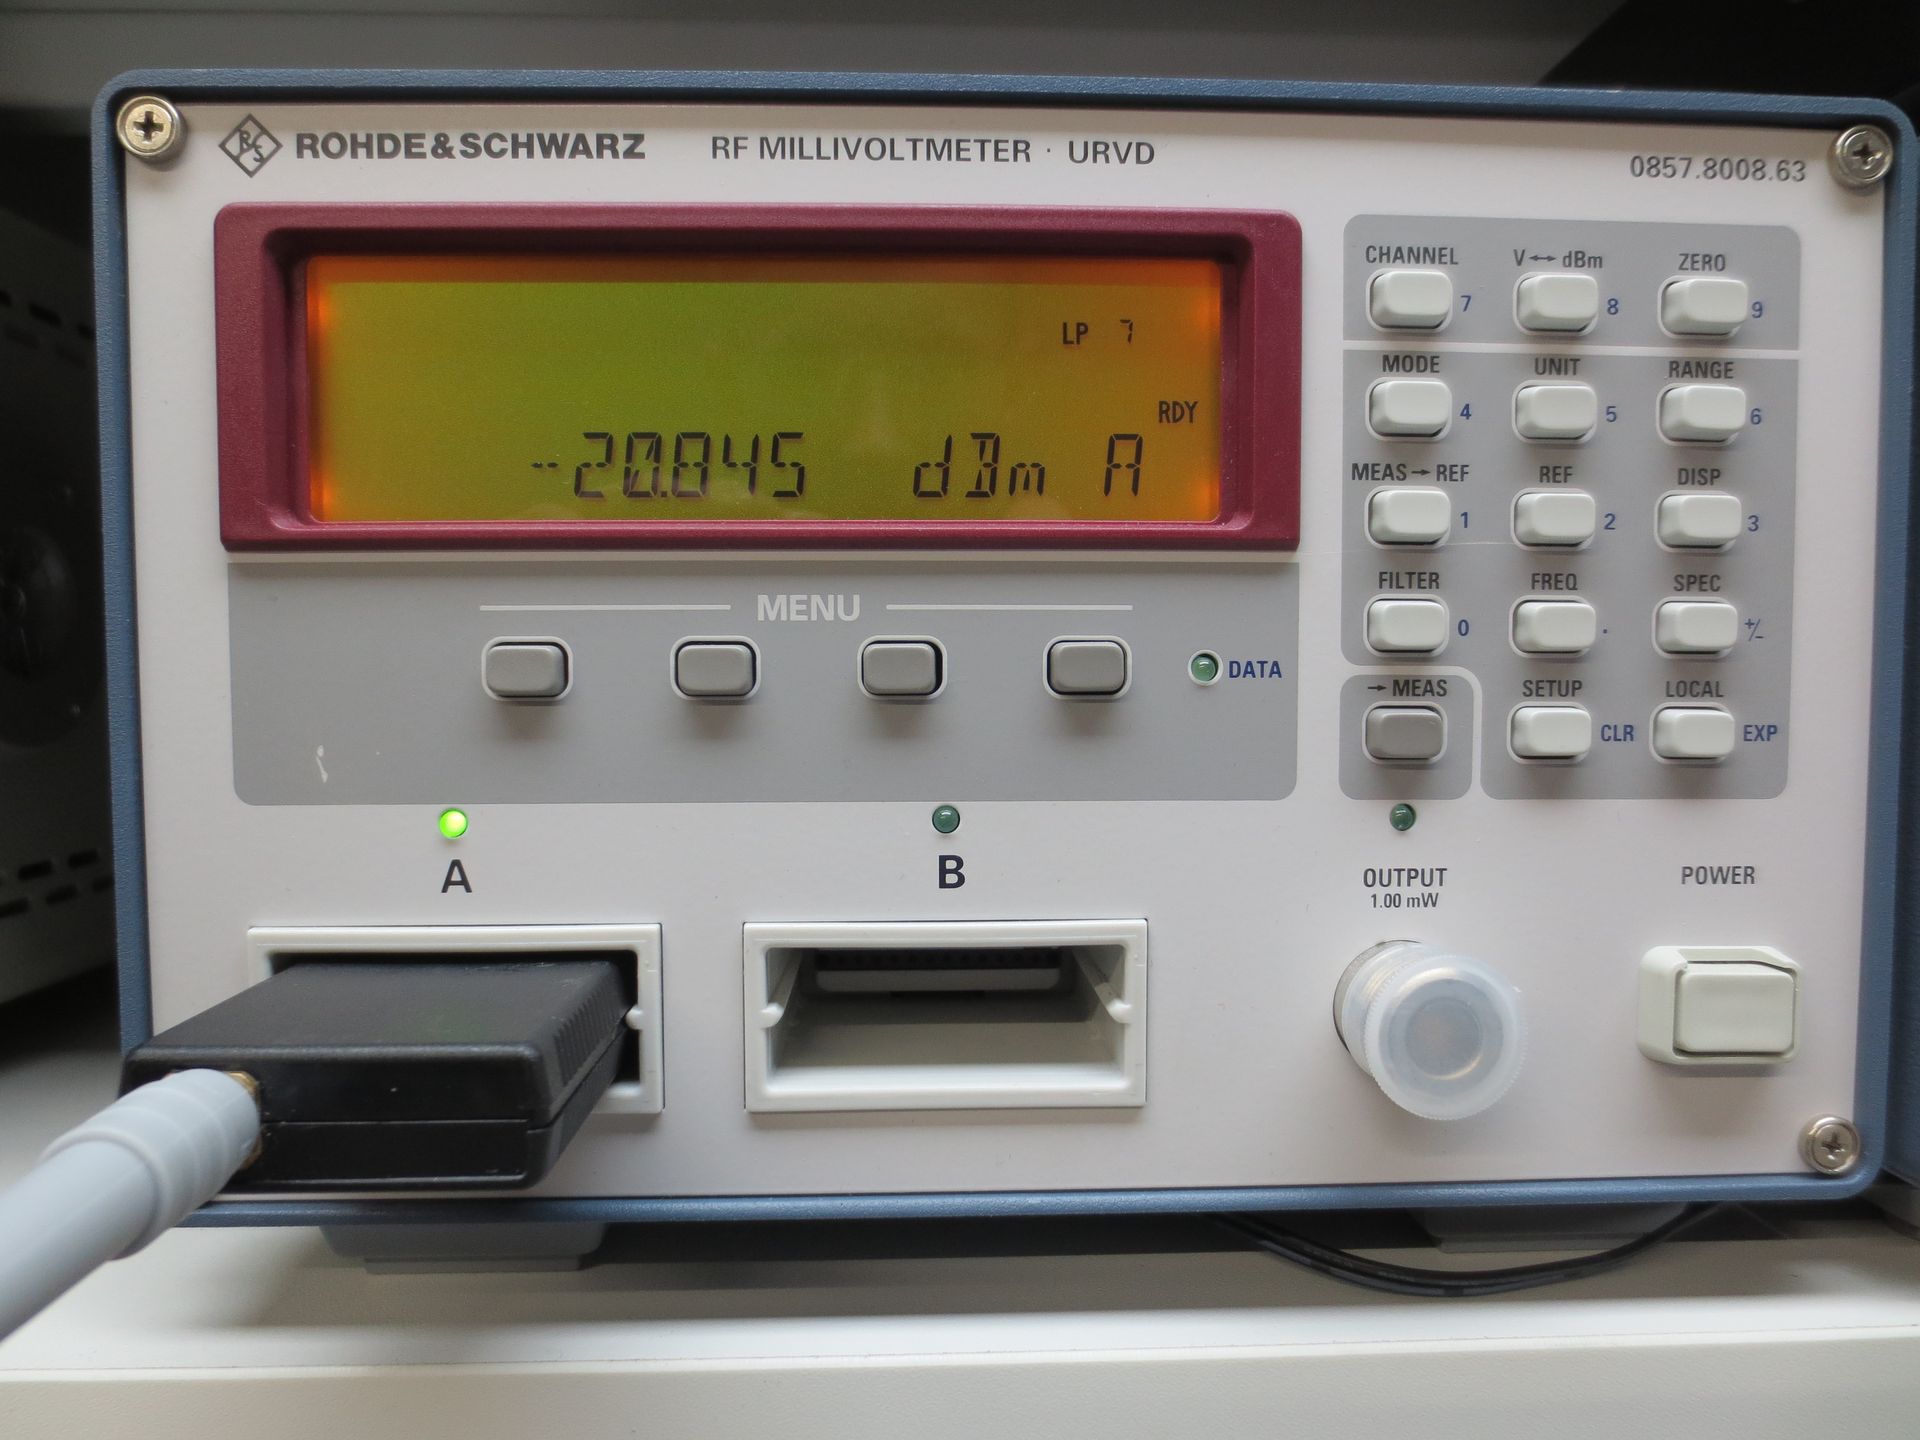 R&S ROHDE&SCHWARZ RF MILLIVOLTMETER · URVD 0857.8008.63
LP 7
RDY
-20.845 dBm A
MENU
DATA
CHANNEL V↔dBm ZERO
7 8 9
MODE UNIT RANGE
4 5 6
MEAS→REF REF DISP
1 2 3
FILTER FREQ SPEC
0 . +/-
→MEAS SETUP LOCAL
CLR EXP
A B
OUTPUT
1.00 mW
POWER